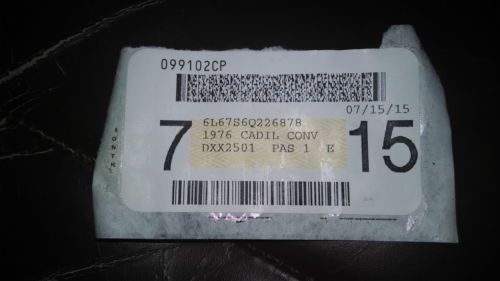 099102CP
07/15/15
6L67S6Q226878
1976 CADIL CONV
DXX2501 PAS 1 E
7 15